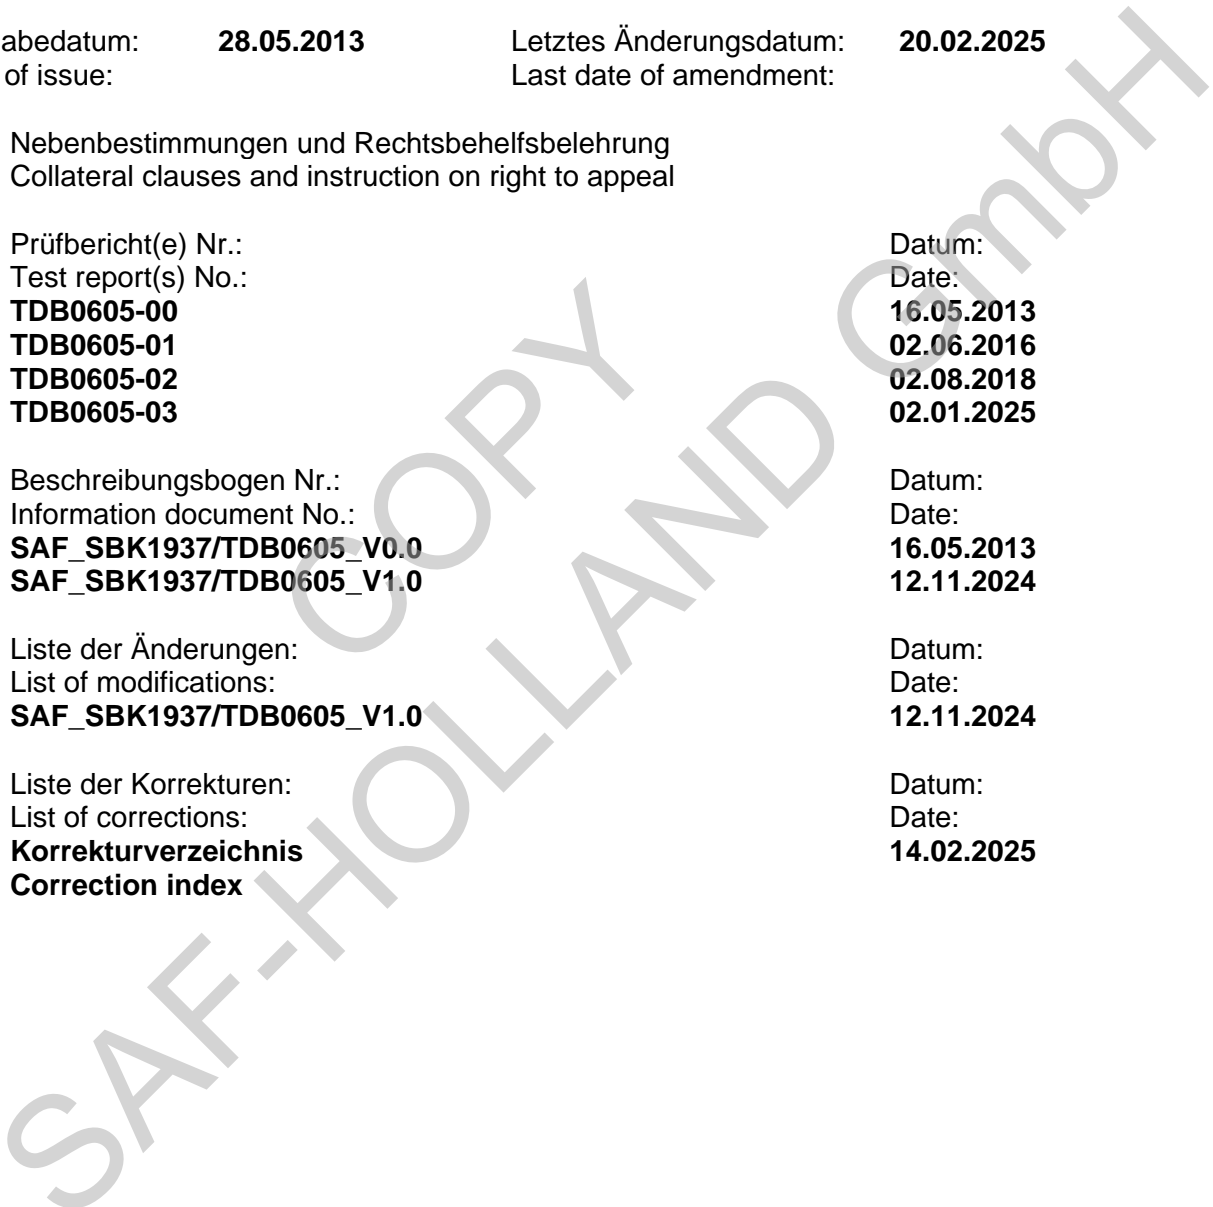 abedatum: 28.05.2013 Letztes Änderungsdatum: 20.02.2025
of issue: Last date of amendment:
Nebenbestimmungen und Rechtsbehelfsbelehrung
Collateral clauses and instruction on right to appeal
Prüfbericht(e) Nr.: Datum:
Test report(s) No.: Date:
TDB0605-00 16.05.2013
TDB0605-01 02.06.2016
TDB0605-02 02.08.2018
TDB0605-03 02.01.2025
Beschreibungsbogen Nr.: Datum:
Information document No.: Date:
SAF_SBK1937/TDB0605_V0.0 16.05.2013
SAF_SBK1937/TDB0605_V1.0 12.11.2024
Liste der Änderungen: Datum:
List of modifications: Date:
SAF_SBK1937/TDB0605_V1.0 12.11.2024
Liste der Korrekturen: Datum:
List of corrections: Date:
Korrekturverzeichnis 14.02.2025
Correction index
COPY
SAF-HOLLAND GmbH